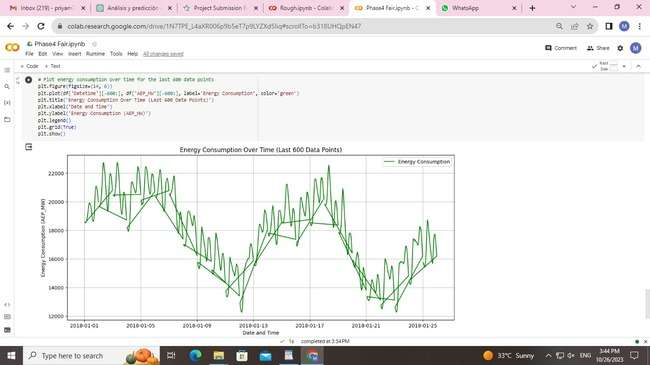 Inbox (219) - priyam
Análisis y predicción -
Project Submission
Roughipynb - Colab
Phase4 Fair.ipynb - C
WhatsApp
colab.research.google.com/drive/1N7TPE_L4aXR006p9b5eT7p9LYZXdSliq#scrollTo=b318UHQpEN47
Phase4 Fair.ipynb
File Edit View Insert Runtime Tools Help All changes saved
Comment Share M
+ Code + Text
RAM
Disk
# Plot energy consumption over time for the last 600 data points
plt.figure(figsize=(14, 6))
plt.plot(df['Datetime'][-600:], df['AEP_MW'][-600:], label='Energy Consumption', color='green')
plt.title('Energy Consumption Over Time (Last 600 Data Points)')
plt.xlabel('Date and Time')
plt.ylabel('Energy Consumption (AEP_MW)')
plt.legend()
plt.grid(True)
plt.show()
Energy Consumption Over Time (Last 600 Data Points)
Energy Consumption
22000
20000
18000
16000
14000
12000
Energy Consumption (AEP_MW)
2018-01-01 2018-01-05 2018-01-09 2018-01-13 2018-01-17 2018-01-21 2018-01-25
Date and Time
1s completed at 3:34 PM
Type here to search
33°C Sunny
3:44 PM
10/26/2023